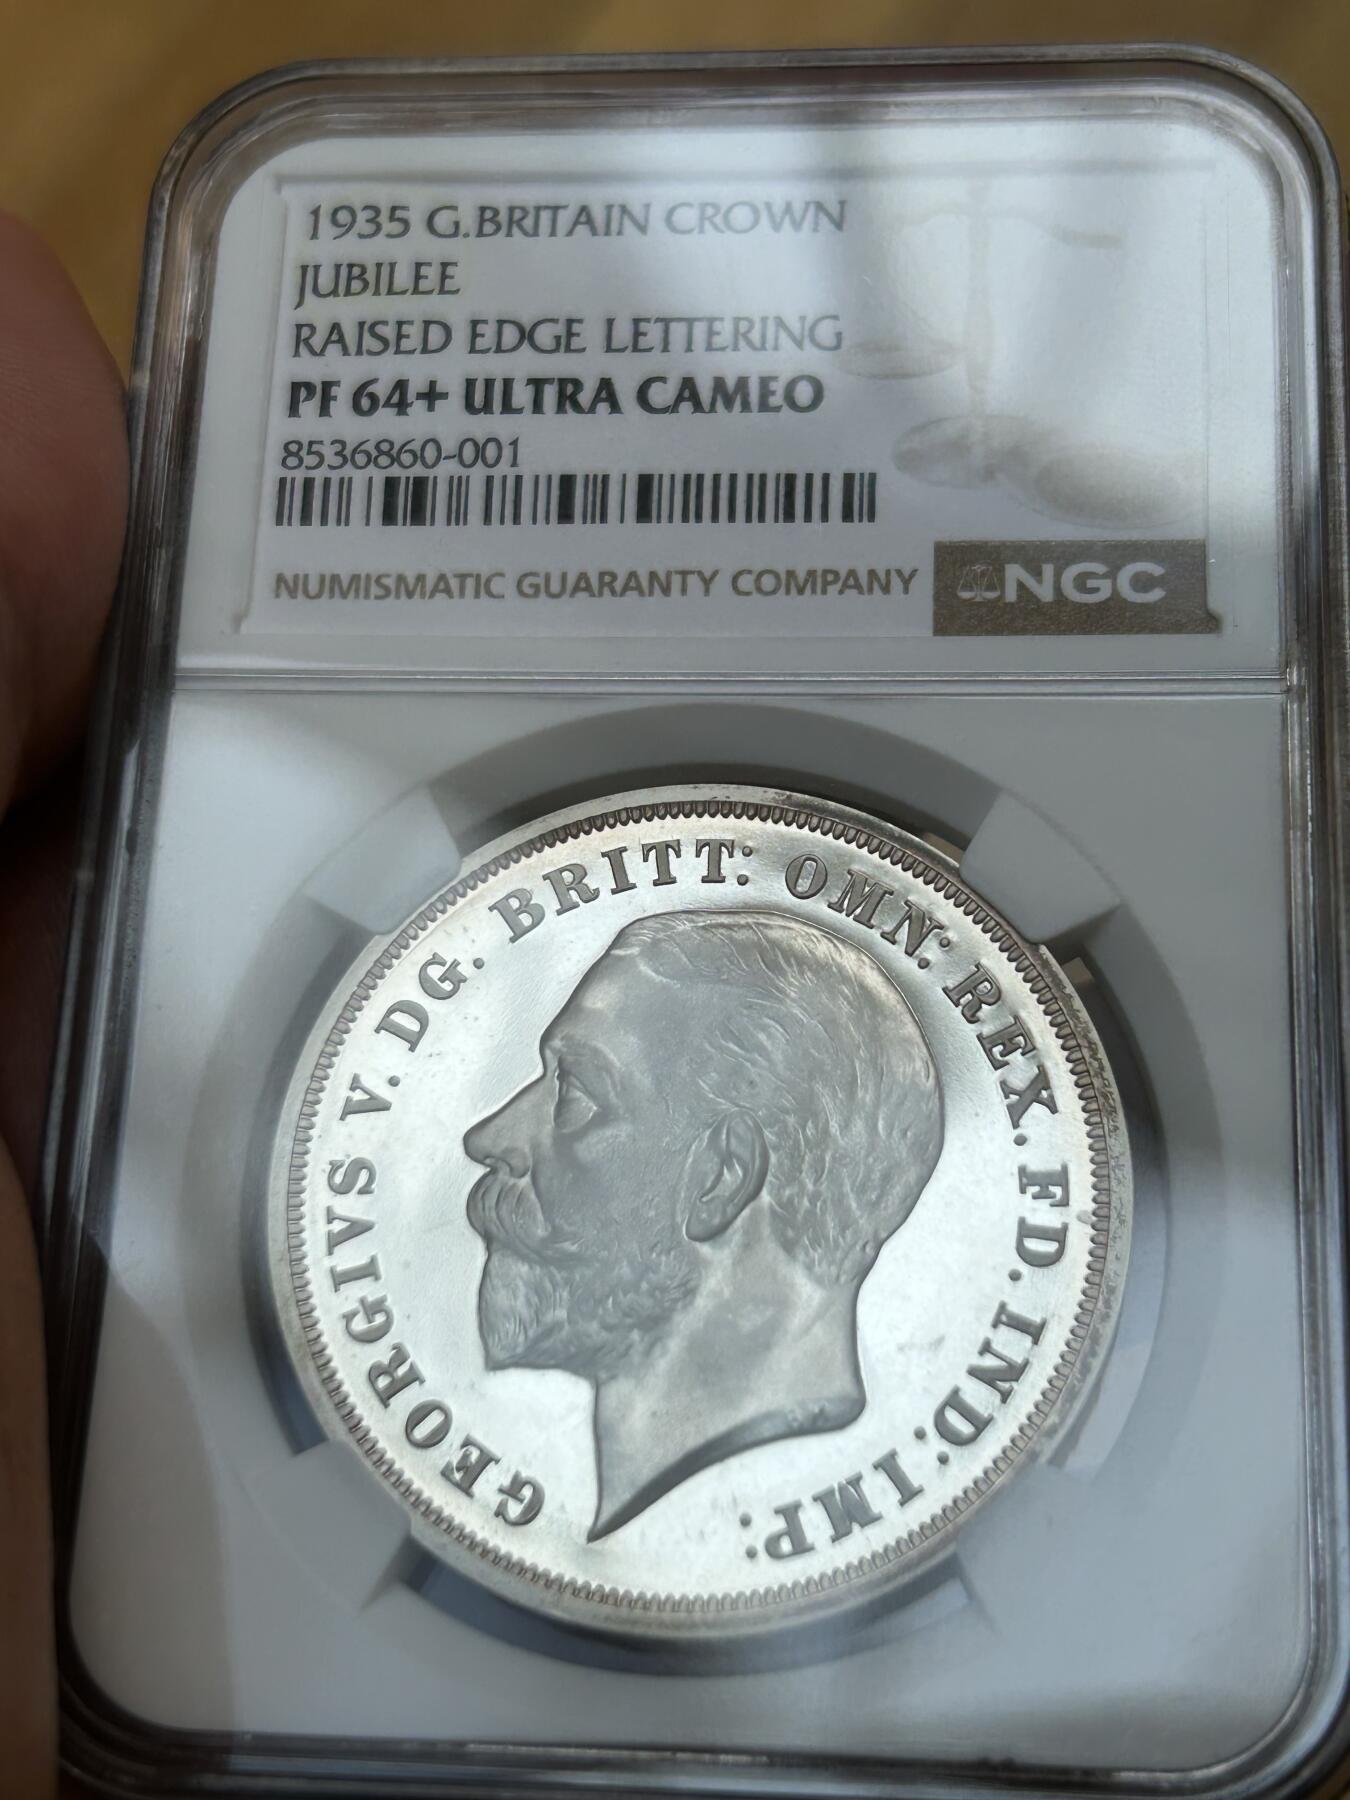 1935 G.BRITAIN CROWN
JUBILEE
RAISED EDGE LETTERING
PF 64+ ULTRA CAMEO
8536860-001
NUMISMATIC GUARANTY COMPANY NGC
GEORGIVS V. DG. BRITT: OMN: REX. FD. IND: IMP: